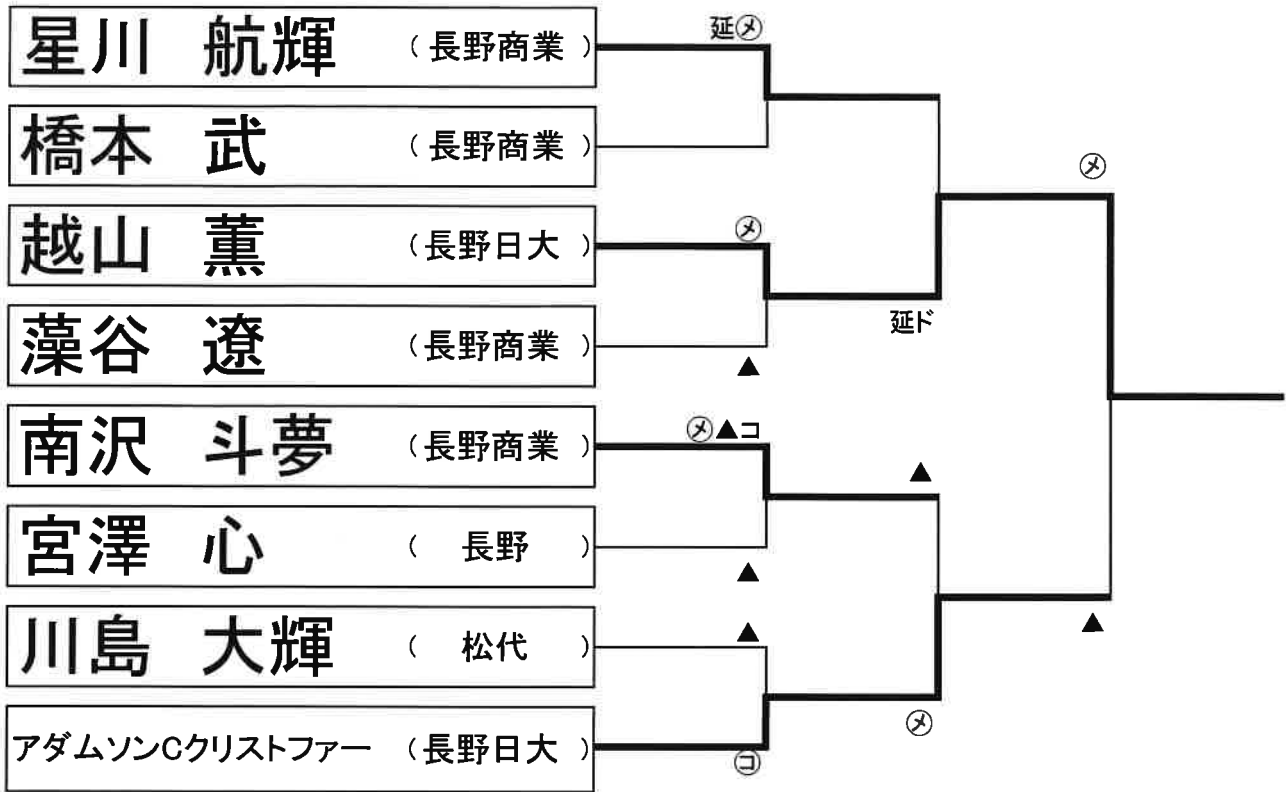 延㋱
星川 航輝 (長野商業)
橋本 武 (長野商業)
㋱
㋱
越山 薫 (長野日大)
延ド
藻谷 遼 (長野商業)
▲
㋱▲コ
南沢 斗夢 (長野商業)
▲
宮澤 心 (長野)
▲
▲
▲
川島 大輝 (松代)
㋱
アダムソンCクリストファー (長野日大)
㋙